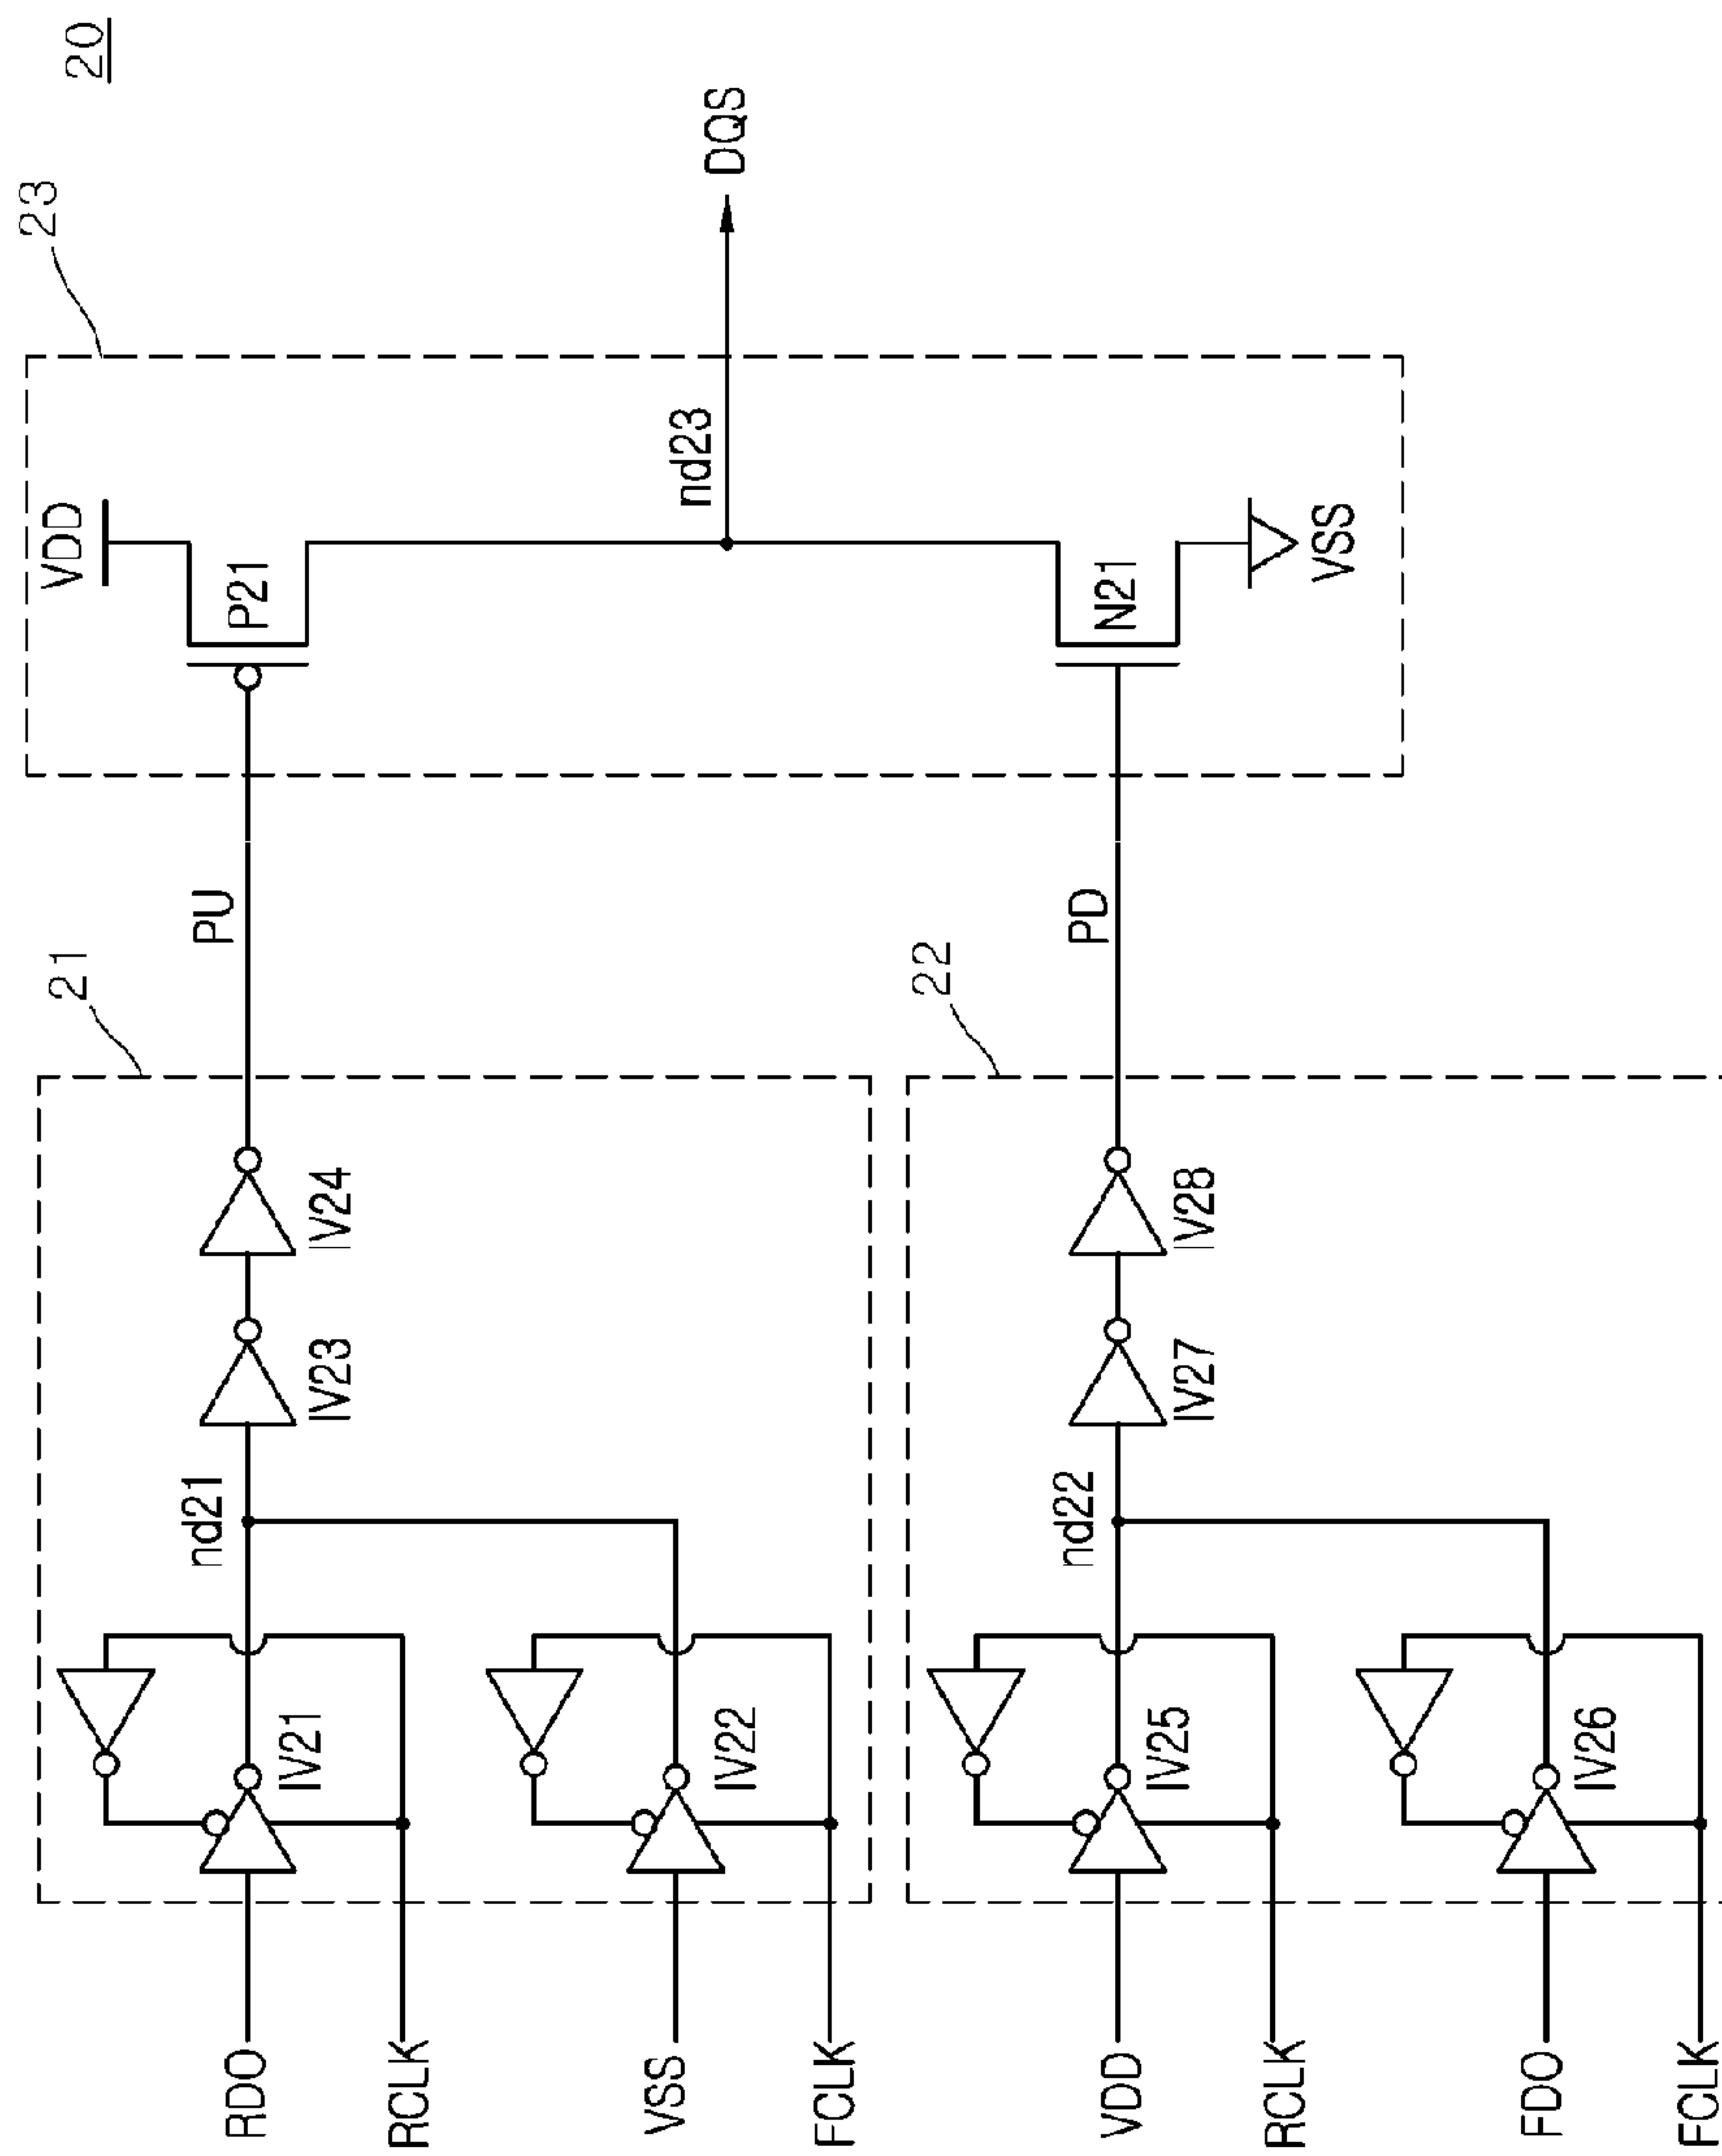 20
23
VDD
P21
nd23
DQS
N21
VSS
PU
PD
21
22
nd21
IV21
IV22
IV23
IV24
nd22
IV25
IV26
IV27
IV28
RDO
RCLK
VSS
FCLK
VDD
RCLK
FDO
FCLK